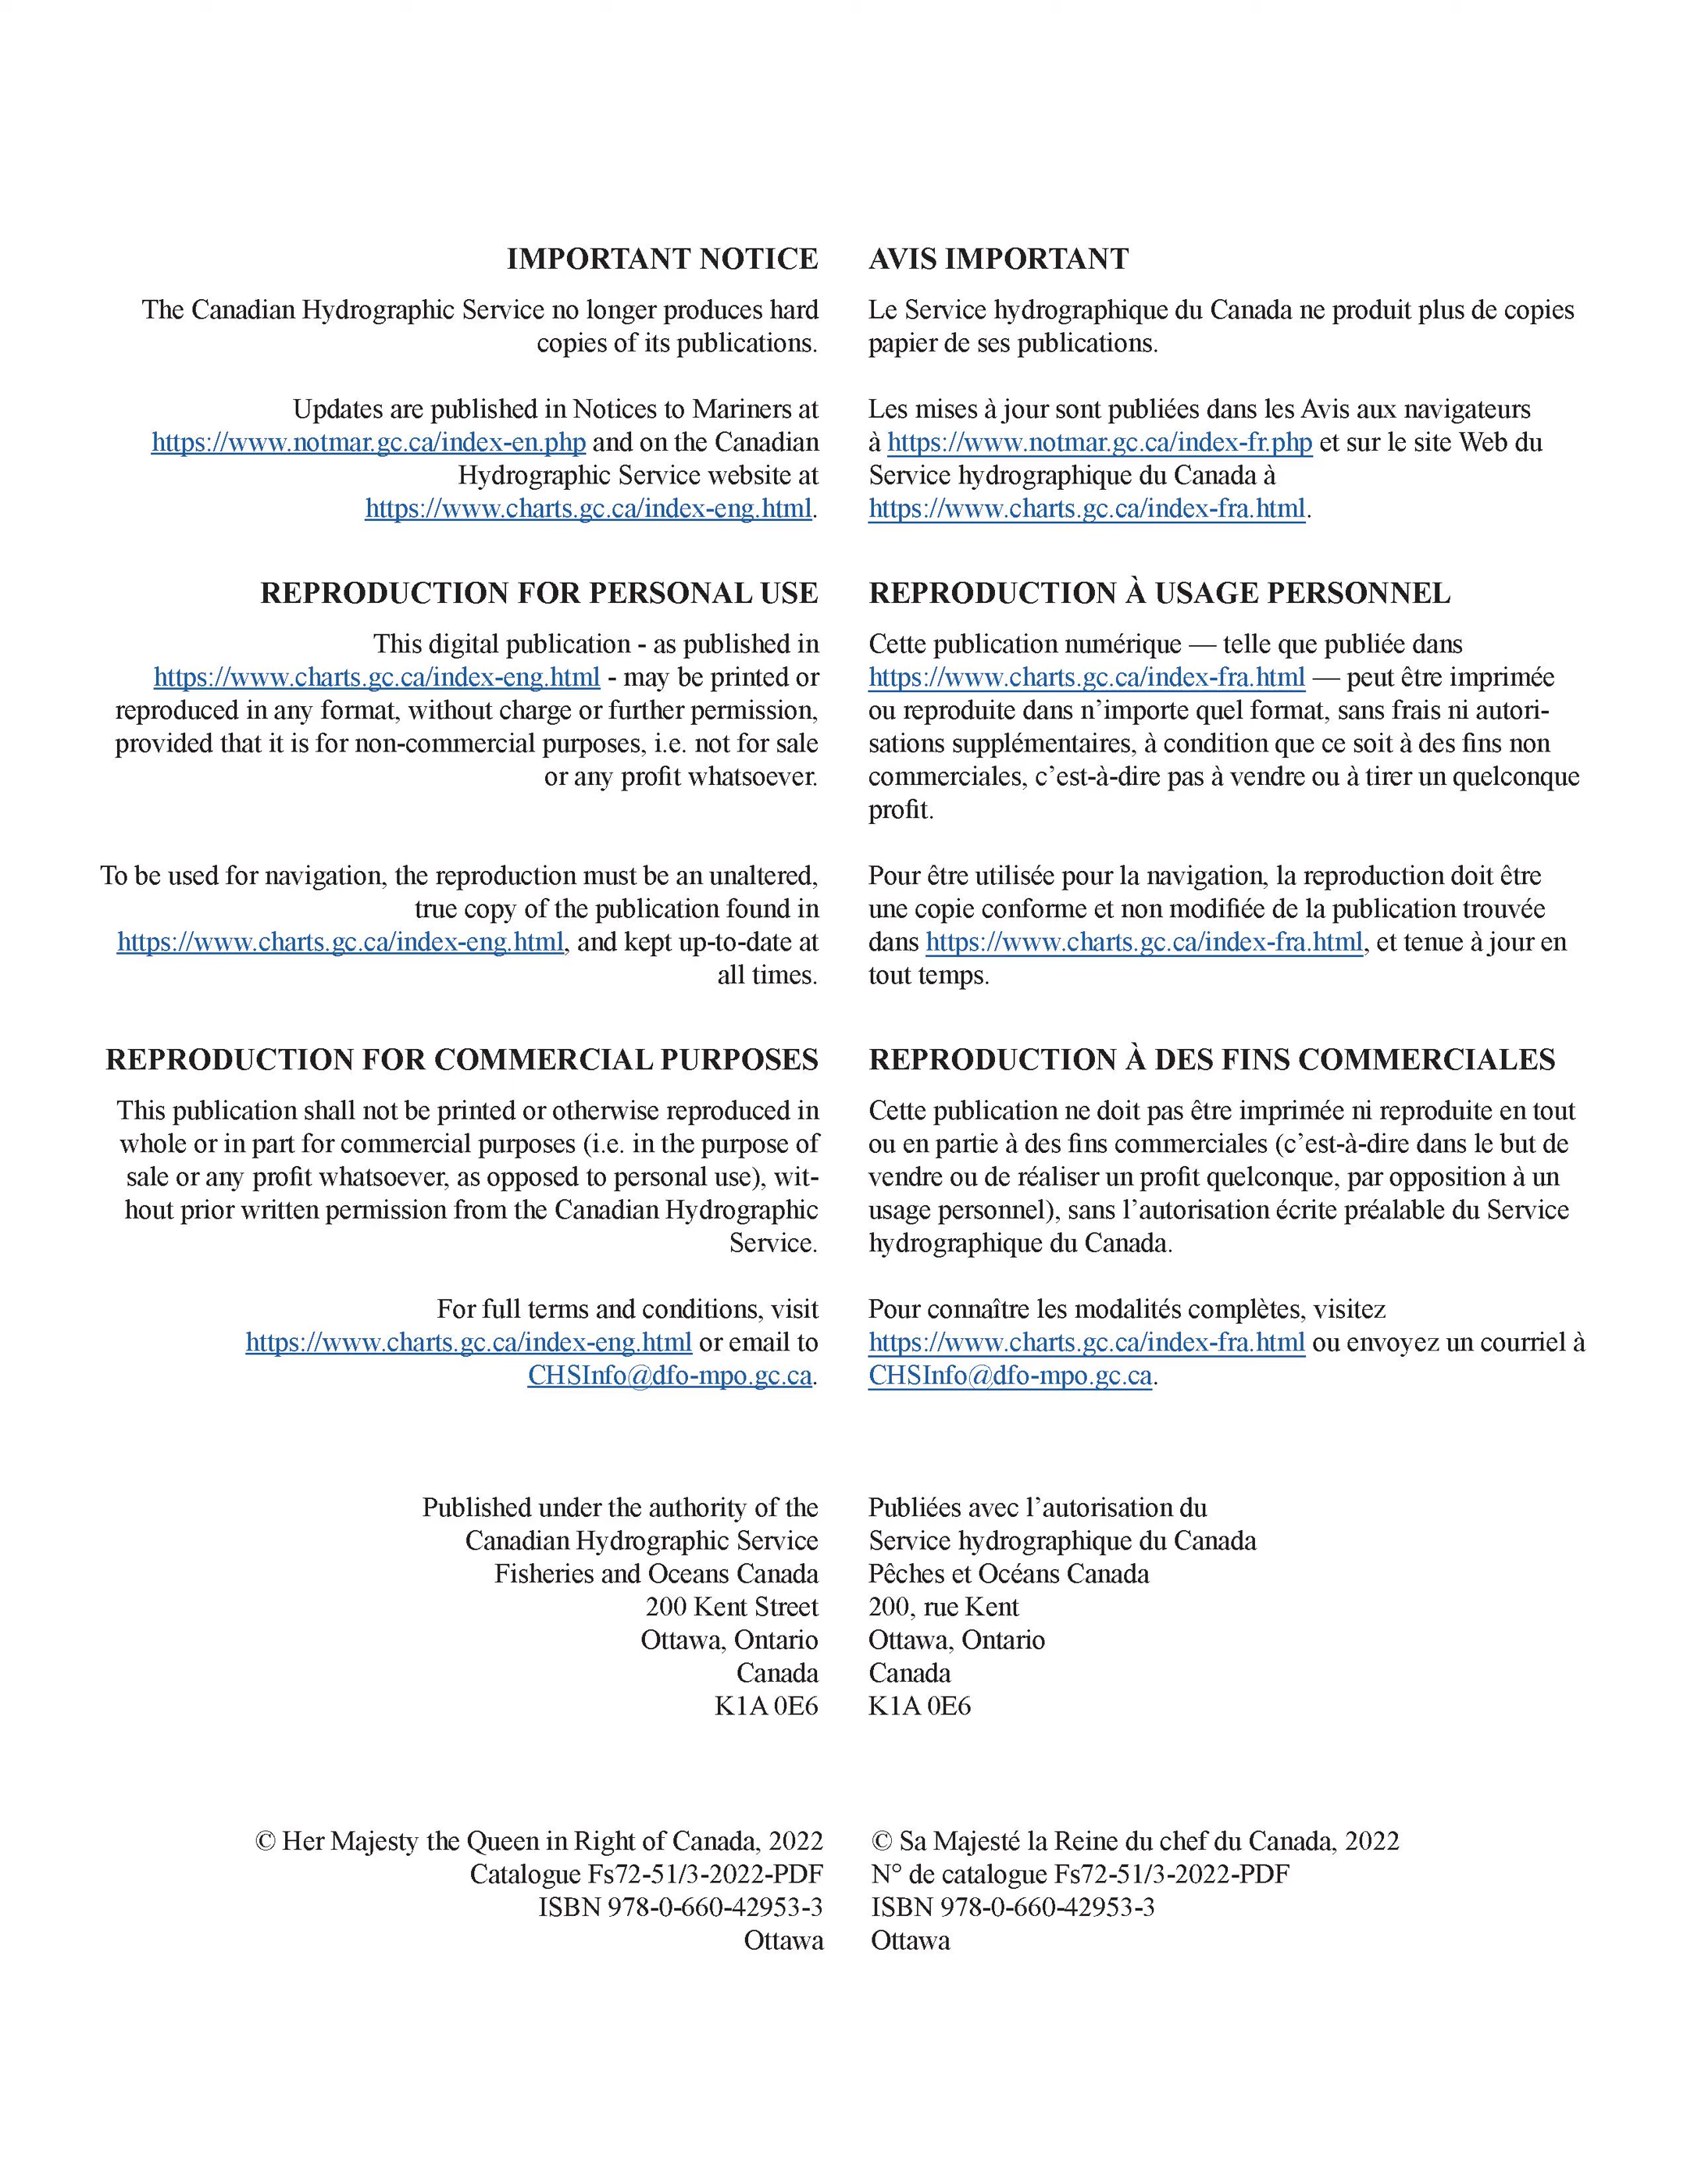 IMPORTANT NOTICE
The Canadian Hydrographic Service no longer produces hard
copies of its publications.
Updates are published in Notices to Mariners at
https://www.notmar.gc.ca/index-en.php and on the Canadian
Hydrographic Service website at
https://www.charts.gc.ca/index-eng.html.
REPRODUCTION FOR PERSONAL USE
This digital publication - as published in
https://www.charts.gc.ca/index-eng.html - may be printed or
reproduced in any format, without charge or further permission,
provided that it is for non-commercial purposes, i.e. not for sale
or any profit whatsoever.
To be used for navigation, the reproduction must be an unaltered,
true copy of the publication found in
https://www.charts.gc.ca/index-eng.html, and kept up-to-date at
all times.
REPRODUCTION FOR COMMERCIAL PURPOSES
This publication shall not be printed or otherwise reproduced in
whole or in part for commercial purposes (i.e. in the purpose of
sale or any profit whatsoever, as opposed to personal use), wit-
hout prior written permission from the Canadian Hydrographic
Service.
For full terms and conditions, visit
https://www.charts.gc.ca/index-eng.html or email to
CHSInfo@dfo-mpo.gc.ca.
Published under the authority of the
Canadian Hydrographic Service
Fisheries and Oceans Canada
200 Kent Street
Ottawa, Ontario
Canada
K1A 0E6
© Her Majesty the Queen in Right of Canada, 2022
Catalogue Fs72-51/3-2022-PDF
ISBN 978-0-660-42953-3
Ottawa
AVIS IMPORTANT
Le Service hydrographique du Canada ne produit plus de copies
papier de ses publications.
Les mises à jour sont publiées dans les Avis aux navigateurs
à https://www.notmar.gc.ca/index-fr.php et sur le site Web du
Service hydrographique du Canada à
https://www.charts.gc.ca/index-fra.html.
REPRODUCTION À USAGE PERSONNEL
Cette publication numérique — telle que publiée dans
https://www.charts.gc.ca/index-fra.html — peut être imprimée
ou reproduite dans n’importe quel format, sans frais ni autori-
sations supplémentaires, à condition que ce soit à des fins non
commerciales, c’est-à-dire pas à vendre ou à tirer un quelconque
profit.
Pour être utilisée pour la navigation, la reproduction doit être
une copie conforme et non modifiée de la publication trouvée
dans https://www.charts.gc.ca/index-fra.html, et tenue à jour en
tout temps.
REPRODUCTION À DES FINS COMMERCIALES
Cette publication ne doit pas être imprimée ni reproduite en tout
ou en partie à des fins commerciales (c’est-à-dire dans le but de
vendre ou de réaliser un profit quelconque, par opposition à un
usage personnel), sans l’autorisation écrite préalable du Service
hydrographique du Canada.
Pour connaître les modalités complètes, visitez
https://www.charts.gc.ca/index-fra.html ou envoyez un courriel à
CHSInfo@dfo-mpo.gc.ca.
Publiées avec l’autorisation du
Service hydrographique du Canada
Pêches et Océans Canada
200, rue Kent
Ottawa, Ontario
Canada
K1A 0E6
© Sa Majesté la Reine du chef du Canada, 2022
N° de catalogue Fs72-51/3-2022-PDF
ISBN 978-0-660-42953-3
Ottawa